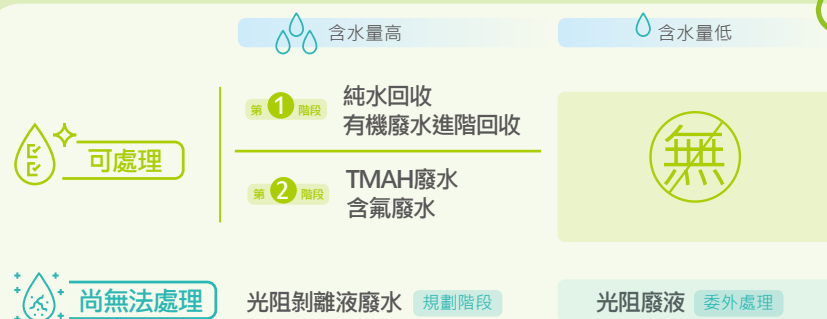 含水量高
含水量低
可處理
第1階段
純水回收
有機廢水進階回收
無
第2階段
TMAH廢水
含氟廢水
尚無法處理
光阻剝離液廢水 規劃階段
光阻廢液 委外處理